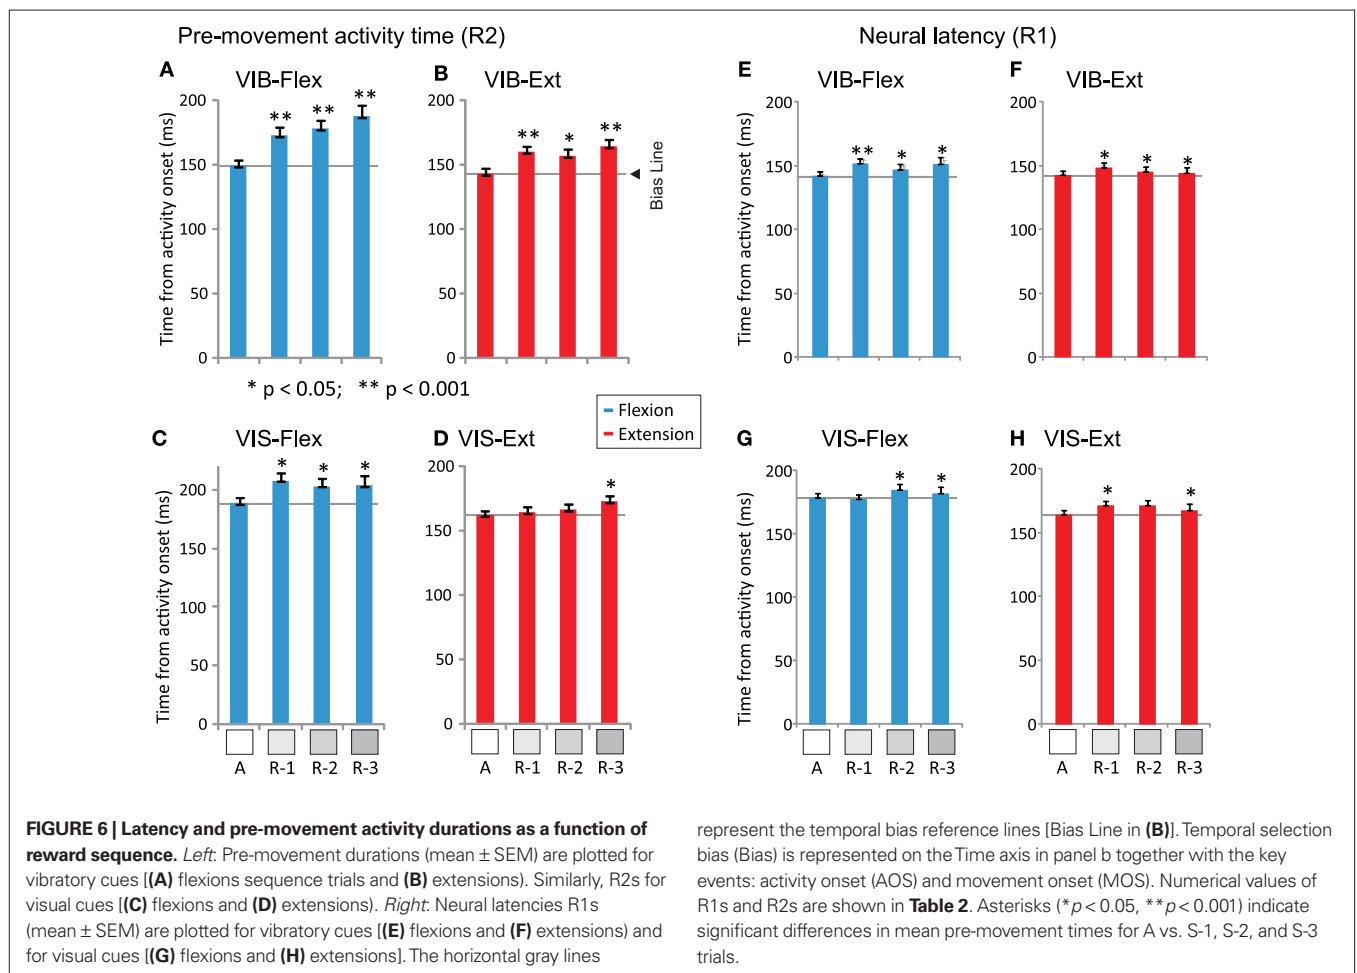 Pre-movement activity time (R2)
Neural latency (R1)
A VIB-Flex
B VIB-Ext
E VIB-Flex
F VIB-Ext
Time from activity onset (ms)
200
150
100
50
0
** ** **
200
150
100
50
0
** * **
Bias Line
Time from activity onset (ms)
200
150
100
50
0
** * *
200
150
100
50
0
* * *
* p < 0.05; ** p < 0.001
Flexion
Extension
C VIS-Flex
D VIS-Ext
G VIS-Flex
H VIS-Ext
Time from activity onset (ms)
200
150
100
50
0
* * *
A R-1 R-2 R-3
200
150
100
50
0
*
A R-1 R-2 R-3
Time from activity onset (ms)
200
150
100
50
0
* *
A R-1 R-2 R-3
200
150
100
50
0
* *
A R-1 R-2 R-3
FIGURE 6 | Latency and pre-movement activity durations as a function of
reward sequence. Left: Pre-movement durations (mean ± SEM) are plotted for
vibratory cues [(A) flexions sequence trials and (B) extensions). Similarly, R2s for
visual cues [(C) flexions and (D) extensions). Right: Neural latencies R1s
(mean ± SEM) are plotted for vibratory cues [(E) flexions and (F) extensions) and
for visual cues [(G) flexions and (H) extensions]. The horizontal gray lines
represent the temporal bias reference lines [Bias Line in (B)]. Temporal selection
bias (Bias) is represented on the Time axis in panel b together with the key
events: activity onset (AOS) and movement onset (MOS). Numerical values of
R1s and R2s are shown in Table 2. Asterisks (*p < 0.05, **p < 0.001) indicate
significant differences in mean pre-movement times for A vs. S-1, S-2, and S-3
trials.